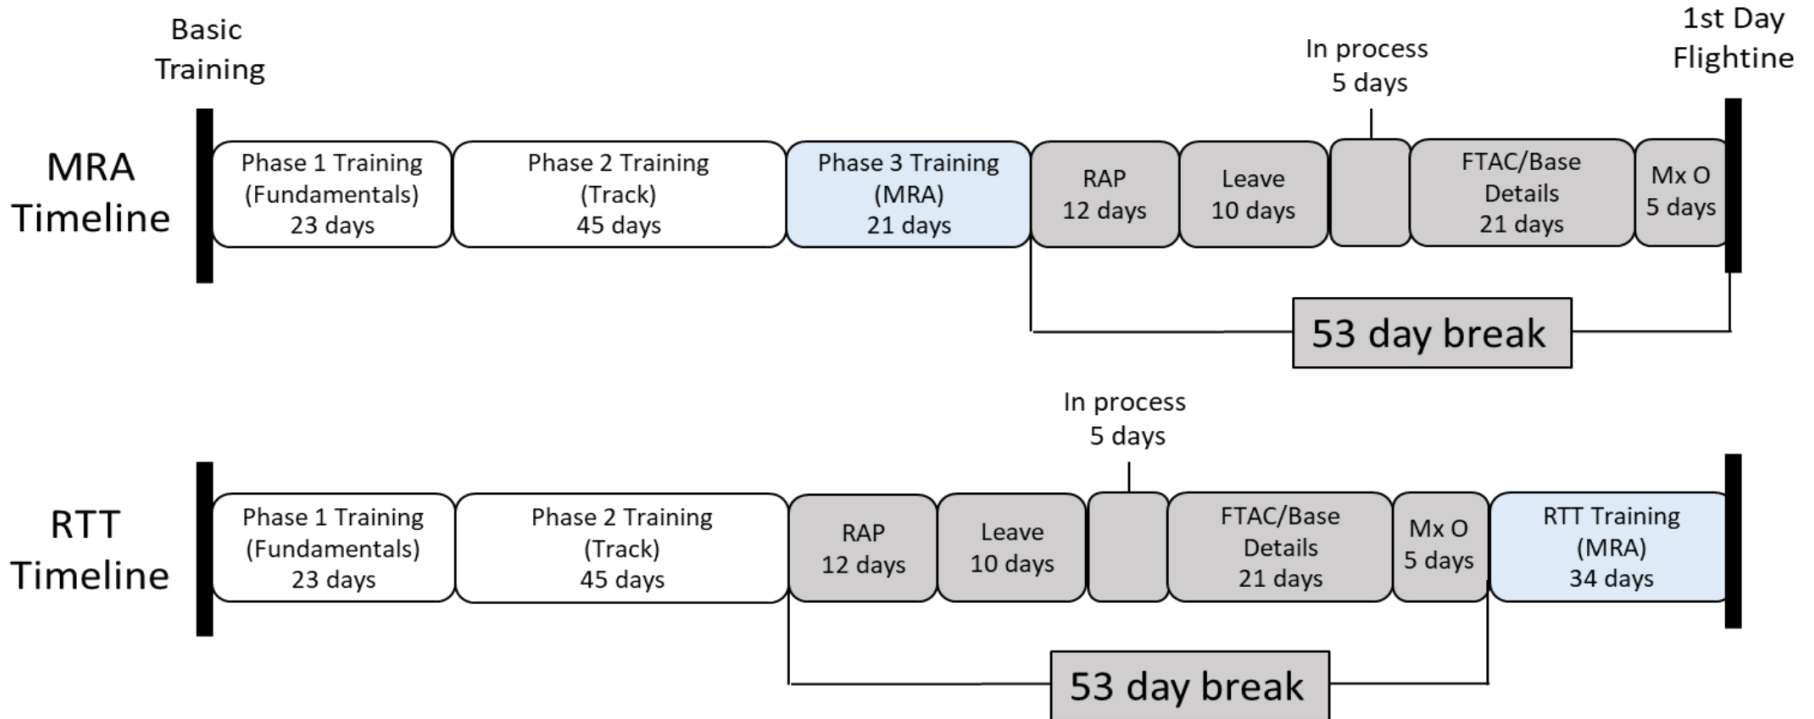 Basic
Training
1st Day
Flightine
In process
5 days
MRA
Timeline
Phase 1 Training
(Fundamentals)
23 days
Phase 2 Training
(Track)
45 days
Phase 3 Training
(MRA)
21 days
RAP
12 days
Leave
10 days
FTAC/Base
Details
21 days
Mx O
5 days
53 day break
In process
5 days
RTT
Timeline
Phase 1 Training
(Fundamentals)
23 days
Phase 2 Training
(Track)
45 days
RAP
12 days
Leave
10 days
FTAC/Base
Details
21 days
Mx O
5 days
RTT Training
(MRA)
34 days
53 day break